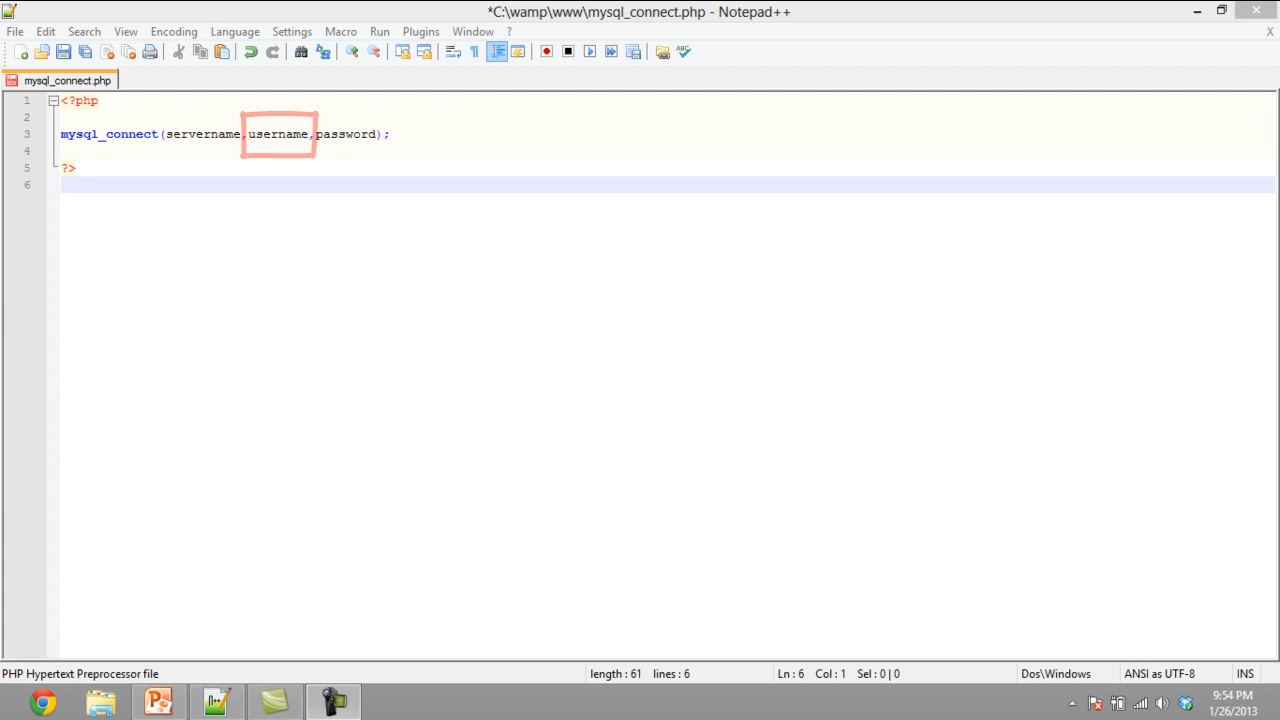 *C:\wamp\www\mysql_connect.php - Notepad++
File Edit Search View Encoding Language Settings Macro Run Plugins Window ? X
mysql_connect.php
1 <?php
2
3 mysql_connect(servername,username,password);
4
5 ?>
6
PHP Hypertext Preprocessor file length : 61 lines : 6 Ln : 6 Col : 1 Sel : 0 | 0 Dos\Windows ANSI as UTF-8 INS
9:54 PM
1/26/2013